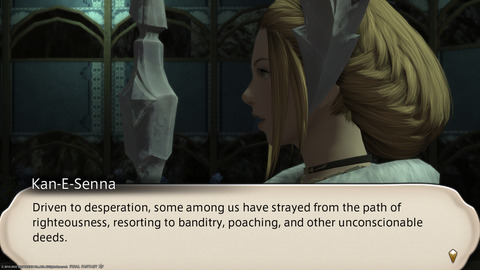 Kan-E-Senna
Driven to desperation, some among us have strayed from the path of
righteousness, resorting to banditry, poaching, and other unconscionable
deeds.